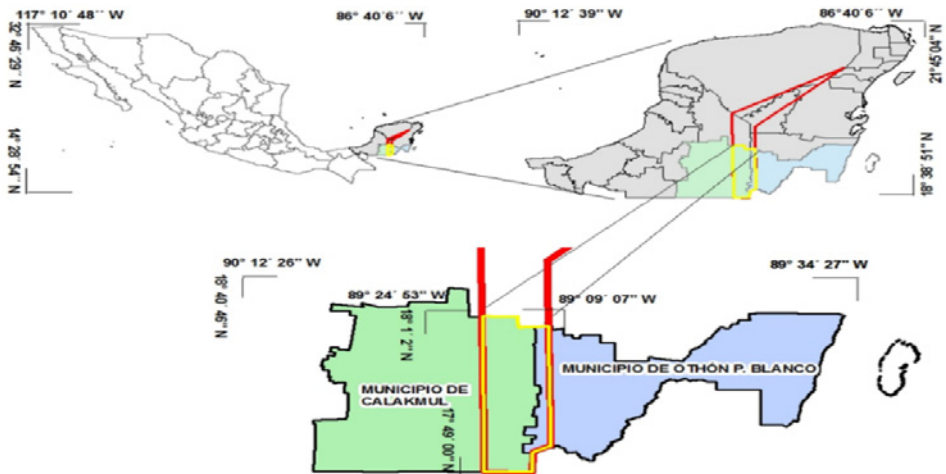 117° 10´ 48´´ W
86° 40´ 6´´ W
90° 12´ 39´´ W
86° 40´ 6´´ W
32° 46´ 29´´ N
21° 45´ 04´´ N
14° 28´ 54´´ N
18° 38´ 51´´ N
90° 12´ 26´´ W
89° 34´ 27´´ W
18° 40´ 46´´ N
89° 24´ 53´´ W
89° 09´ 07´´ W
18° 1´ 2´´ N
MUNICIPIO DE OTHÓN P. BLANCO
MUNICIPIO DE
CALAKMUL
17° 49´ 00´´ N